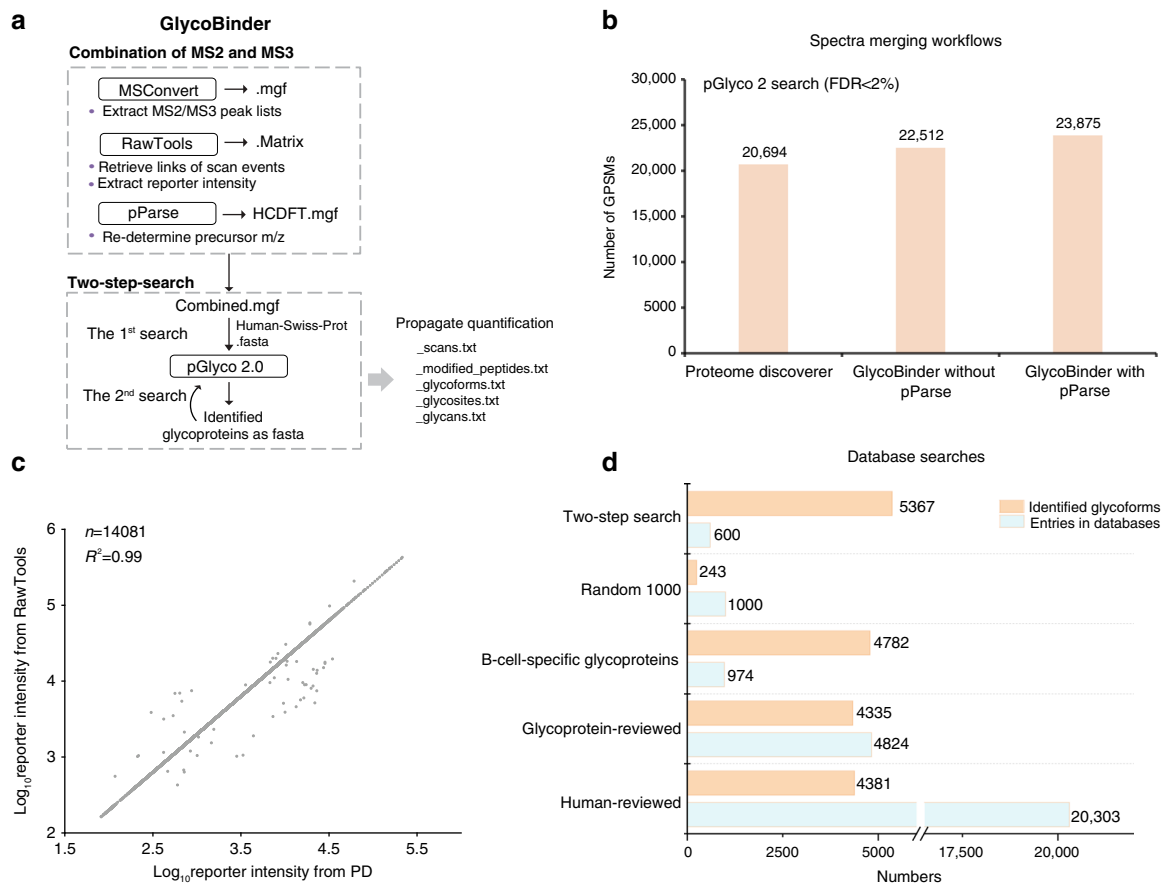 a
GlycoBinder
Combination of MS2 and MS3
MSConvert
.mgf
• Extract MS2/MS3 peak lists
RawTools
.Matrix
• Retrieve links of scan events
• Extract reporter intensity
pParse
HCDFT.mgf
• Re-determine precursor m/z
Two-step-search
Combined.mgf
The 1st search
Human-Swiss-Prot
.fasta
pGlyco 2.0
The 2nd search
Identified
glycoproteins as fasta
Propagate quantification
_scans.txt
_modified_peptides.txt
_glycoforms.txt
_glycosites.txt
_glycans.txt
b
Spectra merging workflows
pGlyco 2 search (FDR<2%)
Number of GPSMs
30,000
25,000
20,000
15,000
10,000
5000
0
20,694
22,512
23,875
Proteome discoverer
GlycoBinder without
pParse
GlycoBinder with
pParse
c
n=14081
R2=0.99
Log10reporter intensity from RawTools
6
5
4
3
2
1.5
2.5
3.5
4.5
5.5
Log10reporter intensity from PD
d
Database searches
Identified glycoforms
Entries in databases
Two-step search
5367
600
Random 1000
243
1000
B-cell-specific glycoproteins
4782
974
Glycoprotein-reviewed
4335
4824
Human-reviewed
4381
20,303
0
2500
5000
17,500
20,000
Numbers